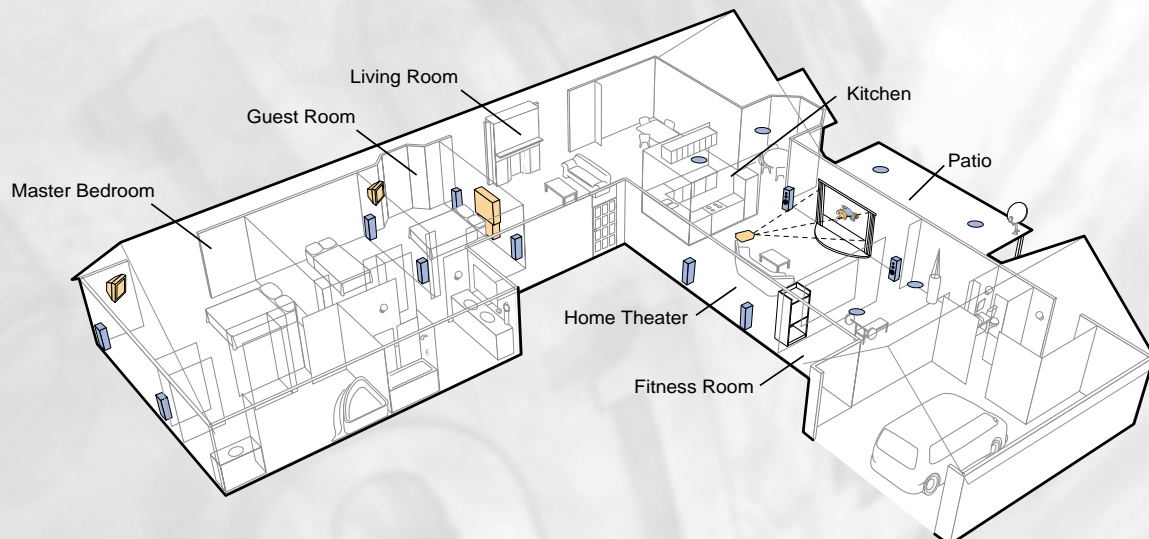 Living Room
Kitchen
Guest Room
Patio
Master Bedroom
Home Theater
Fitness Room